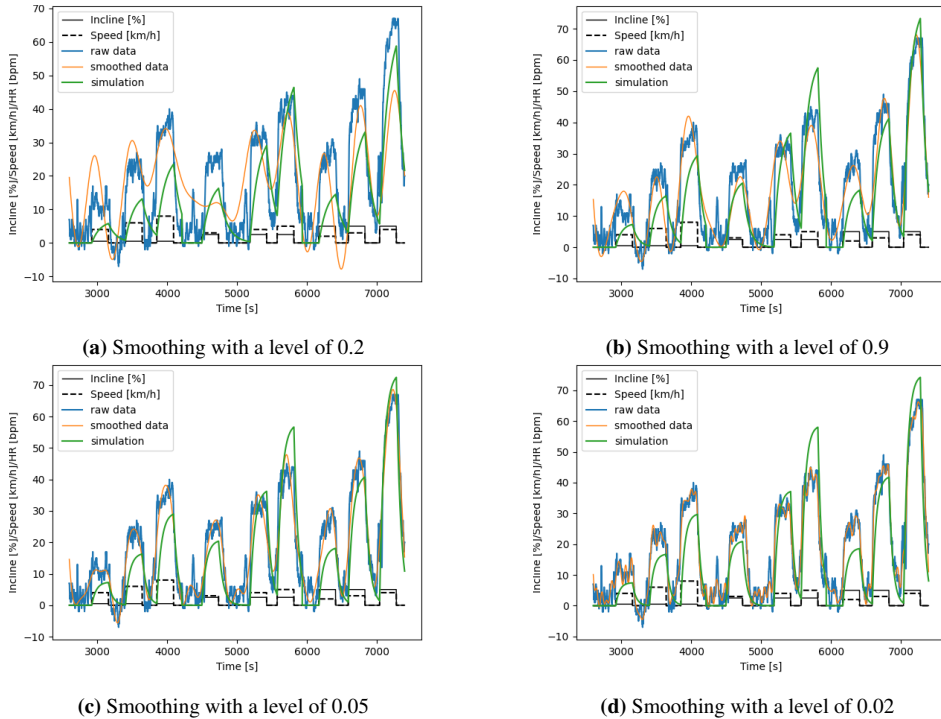 70
60
50
40
30
20
10
0
−10
Incline [%]/Speed [km/h]/HR [bpm]
Incline [%]
Speed [km/h]
raw data
smoothed data
simulation
3000 4000 5000 6000 7000
Time [s]
(a) Smoothing with a level of 0.2
70
60
50
40
30
20
10
0
−10
Incline [%]/Speed [km/h]/HR [bpm]
Incline [%]
Speed [km/h]
raw data
smoothed data
simulation
3000 4000 5000 6000 7000
Time [s]
(b) Smoothing with a level of 0.9
70
60
50
40
30
20
10
0
−10
Incline [%]/Speed [km/h]/HR [bpm]
Incline [%]
Speed [km/h]
raw data
smoothed data
simulation
3000 4000 5000 6000 7000
Time [s]
(c) Smoothing with a level of 0.05
70
60
50
40
30
20
10
0
−10
Incline [%]/Speed [km/h]/HR [bpm]
Incline [%]
Speed [km/h]
raw data
smoothed data
simulation
3000 4000 5000 6000 7000
Time [s]
(d) Smoothing with a level of 0.02